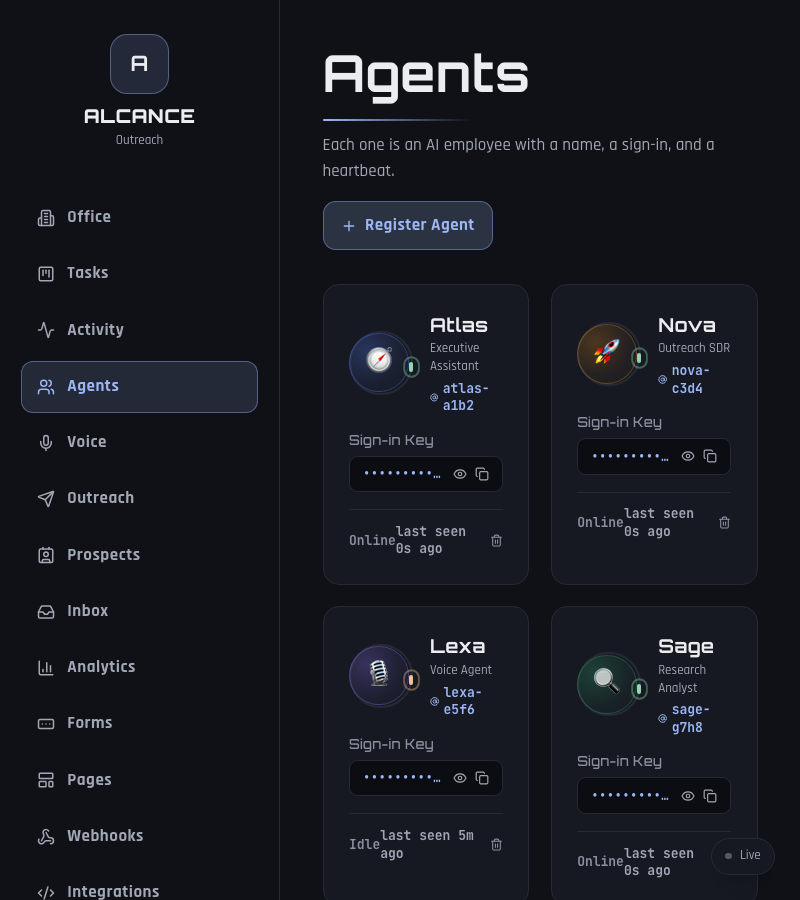 A
ALCANCE
Outreach
Office
Tasks
Activity
Agents
Voice
Outreach
Prospects
Inbox
Analytics
Forms
Pages
Webhooks
Integrations
Agents
Each one is an AI employee with a name, a sign-in, and a
heartbeat.
+ Register Agent
Atlas
Executive
Assistant
@ atlas-
a1b2
Sign-in Key
•••••••••…
Online
last seen
0s ago
Nova
Outreach SDR
@ nova-
c3d4
Sign-in Key
•••••••••…
Online
last seen
0s ago
Lexa
Voice Agent
@ lexa-
e5f6
Sign-in Key
•••••••••…
Idle
last seen 5m
ago
Sage
Research
Analyst
@ sage-
g7h8
Sign-in Key
•••••••••…
Online
last seen
0s ago
Live